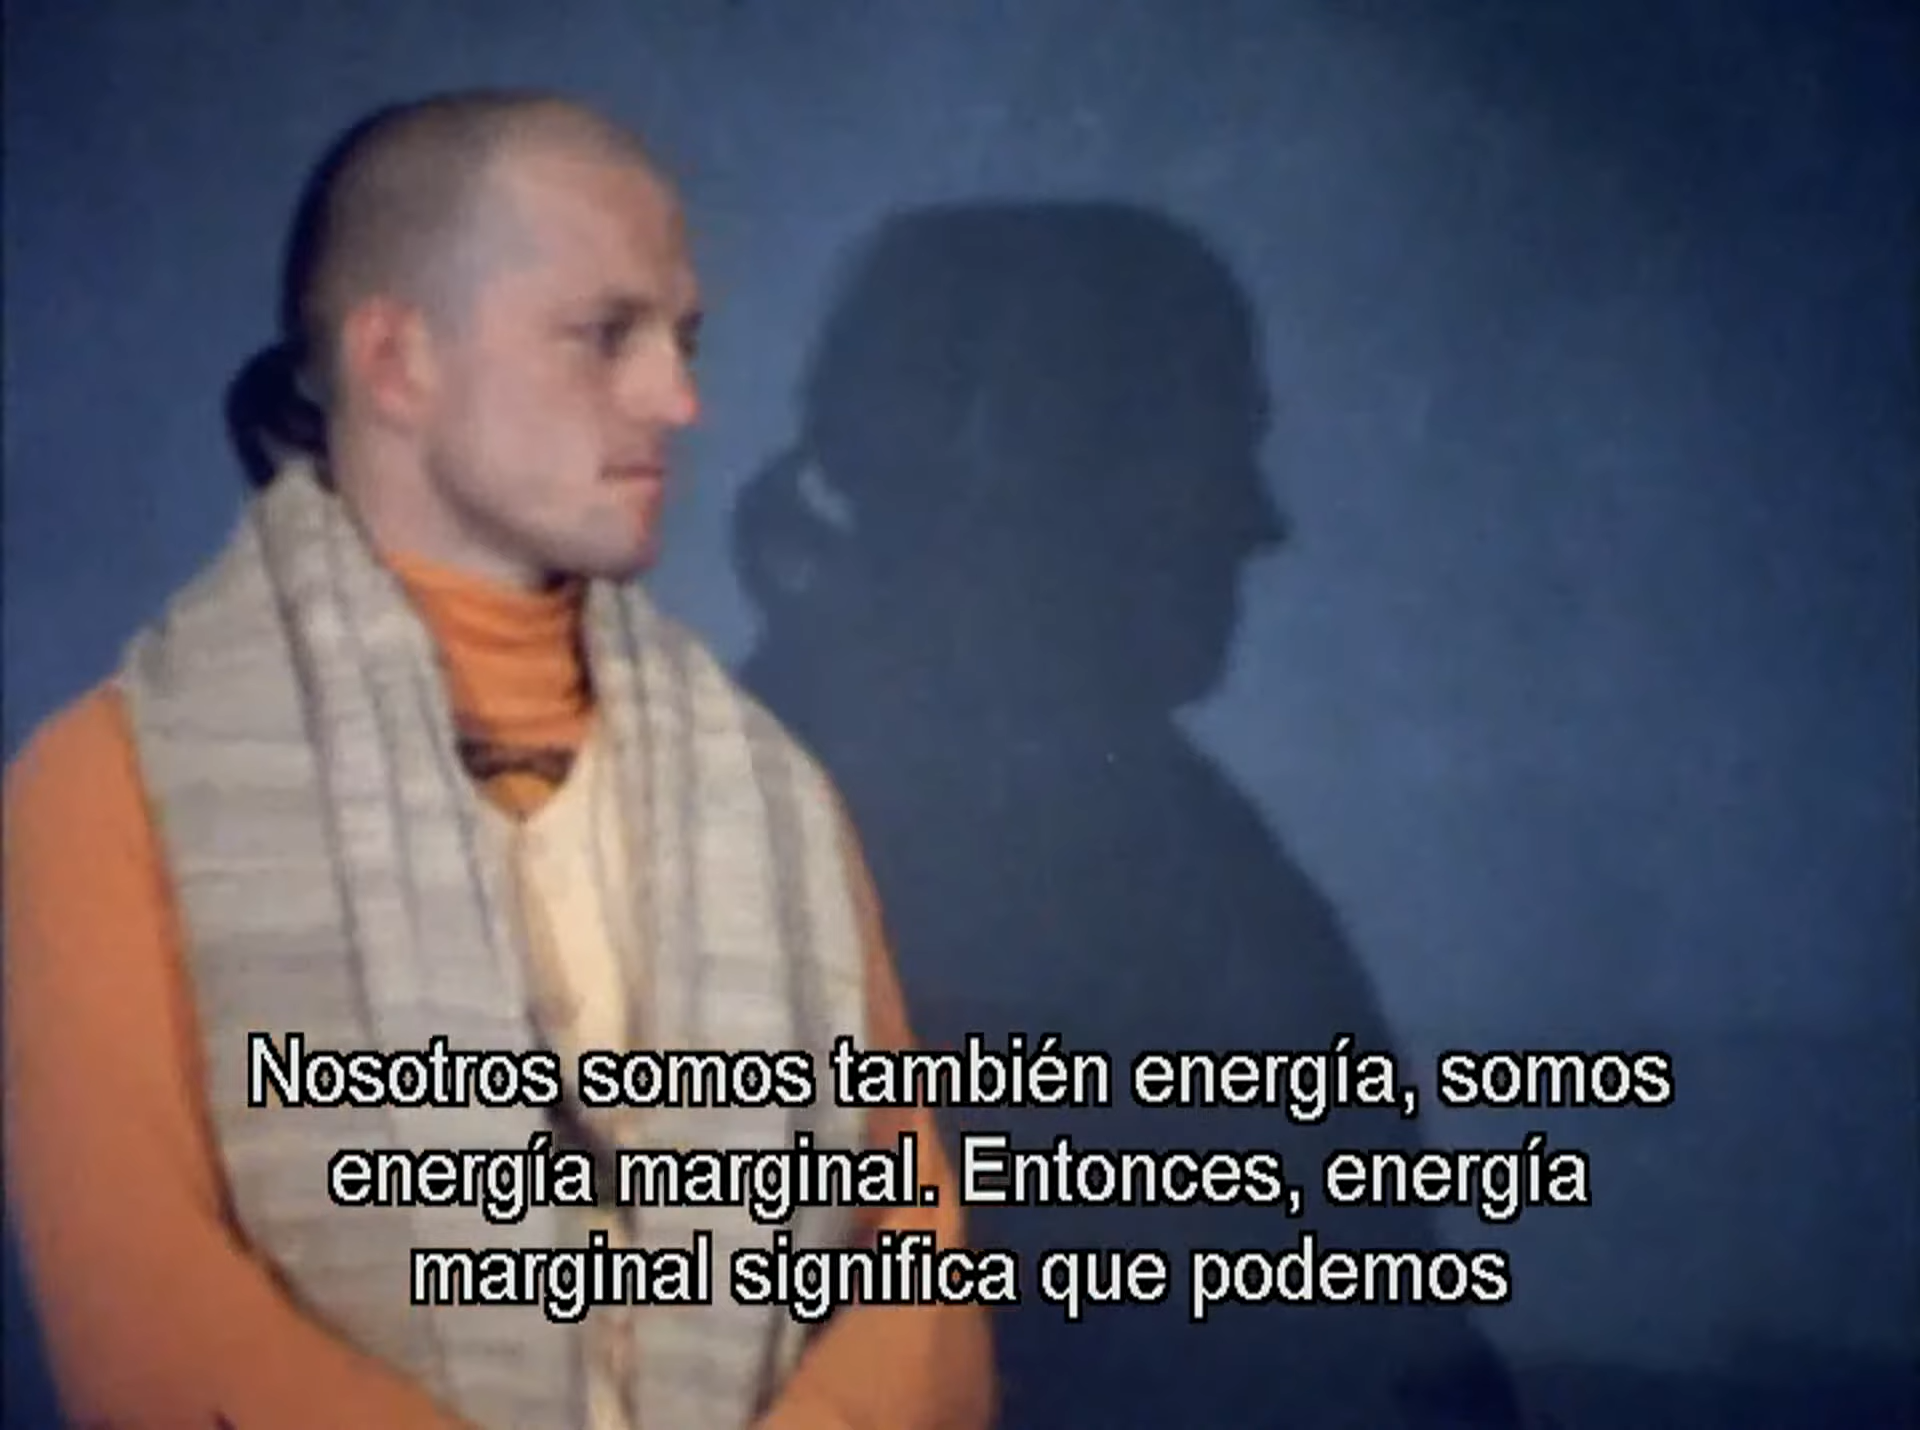 Nosotros somos también energía, somos
energía marginal. Entonces, energía
marginal significa que podemos